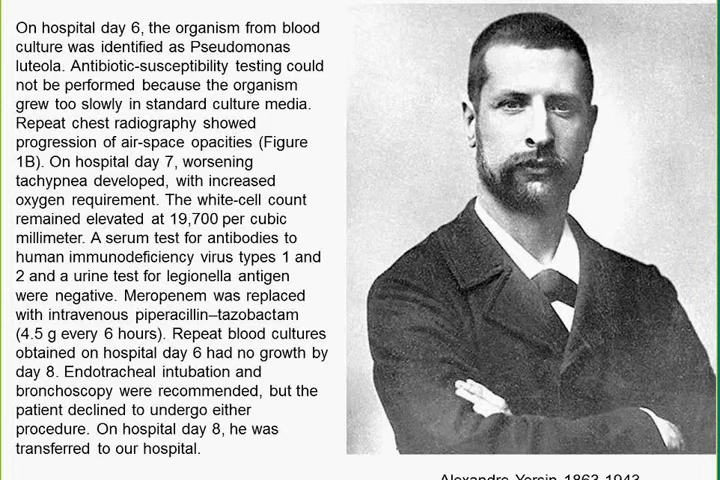 On hospital day 6, the organism from blood
culture was identified as Pseudomonas
luteola. Antibiotic-susceptibility testing could
not be performed because the organism
grew too slowly in standard culture media.
Repeat chest radiography showed
progression of air-space opacities (Figure
1B). On hospital day 7, worsening
tachypnea developed, with increased
oxygen requirement. The white-cell count
remained elevated at 19,700 per cubic
millimeter. A serum test for antibodies to
human immunodeficiency virus types 1 and
2 and a urine test for legionella antigen
were negative. Meropenem was replaced
with intravenous piperacillin–tazobactam
(4.5 g every 6 hours). Repeat blood cultures
obtained on hospital day 6 had no growth by
day 8. Endotracheal intubation and
bronchoscopy were recommended, but the
patient declined to undergo either
procedure. On hospital day 8, he was
transferred to our hospital.
Alexandre Yersin 1863-1943